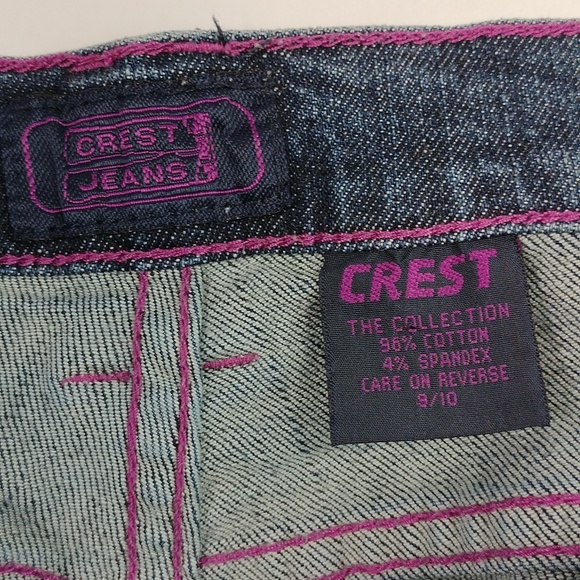 CREST
JEANS
CREST
THE COLLECTION
96% COTTON
4% SPANDEX
CARE ON REVERSE
9/10